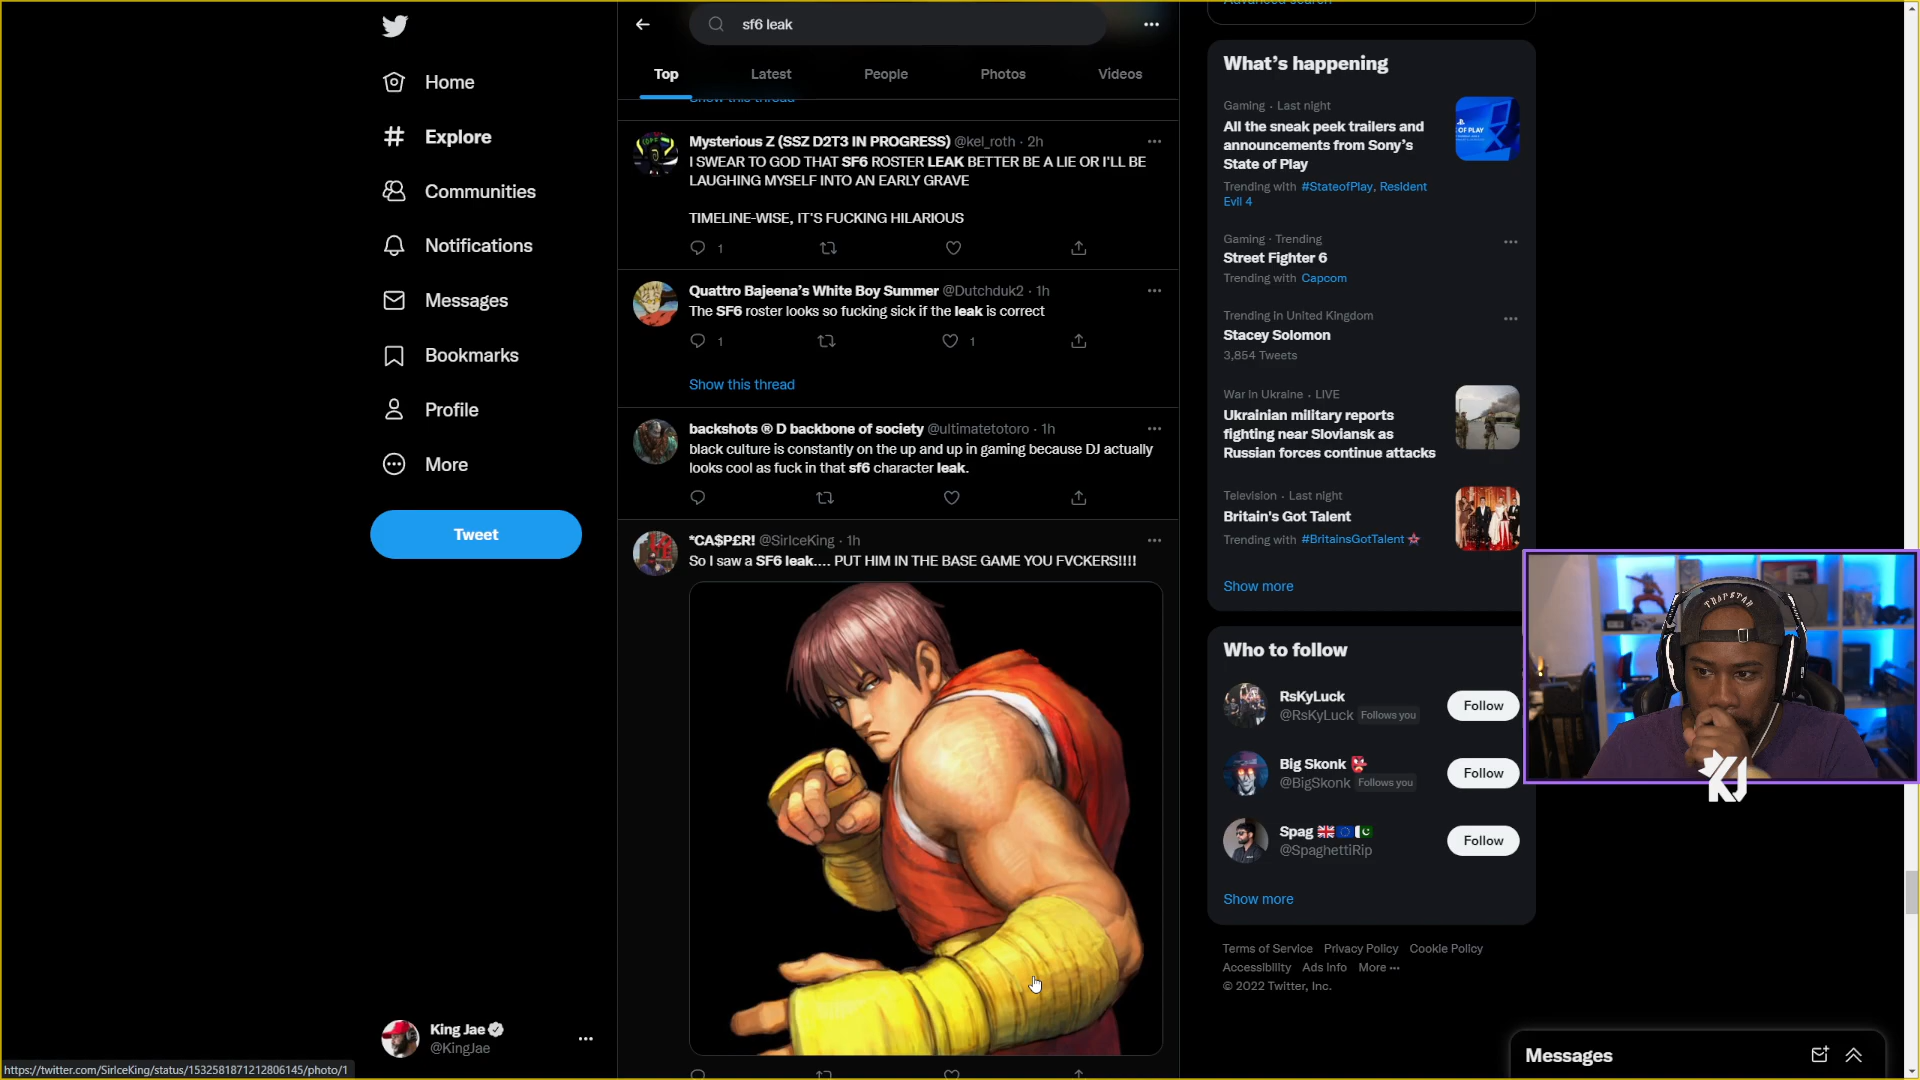 Home
Explore
Communities
Notifications
Messages
Bookmarks
Profile
More
Tweet
King Jae
@KingJae
https://twitter.com/SirIceKing/status/1532581871212806145/photo/1
sf6 leak
Top
Latest
People
Photos
Videos
Show this thread
Mysterious Z (SSZ D2T3 IN PROGRESS) @kel_roth · 2h
I SWEAR TO GOD THAT SF6 ROSTER LEAK BETTER BE A LIE OR I'LL BE
LAUGHING MYSELF INTO AN EARLY GRAVE
TIMELINE-WISE, IT'S FUCKING HILARIOUS
1
Quattro Bajeena's White Boy Summer @Dutchduk2 · 1h
The SF6 roster looks so fucking sick if the leak is correct
1
1
Show this thread
backshots ® D backbone of society @ultimatetotoro · 1h
black culture is constantly on the up and up in gaming because DJ actually
looks cool as fuck in that sf6 character leak.
*CA$P£R! @SirIceKing · 1h
So I saw a SF6 leak.... PUT HIM IN THE BASE GAME YOU FVCKERS!!!!
Advanced search
What's happening
Gaming · Last night
All the sneak peek trailers and
announcements from Sony's
State of Play
Trending with #StateofPlay, Resident
Evil 4
OF PLAY
Gaming · Trending
Street Fighter 6
Trending with Capcom
Trending in United Kingdom
Stacey Solomon
3,854 Tweets
War in Ukraine · LIVE
Ukrainian military reports
fighting near Sloviansk as
Russian forces continue attacks
Television · Last night
Britain's Got Talent
Trending with #BritainsGotTalent
Show more
Who to follow
RsKyLuck
@RsKyLuck Follows you
Follow
Big Skonk
@BigSkonk Follows you
Follow
Spag
@SpaghettiRip
Follow
Show more
Terms of Service Privacy Policy Cookie Policy
Accessibility Ads info More ···
© 2022 Twitter, Inc.
TRAPSTAR
KJ
Messages